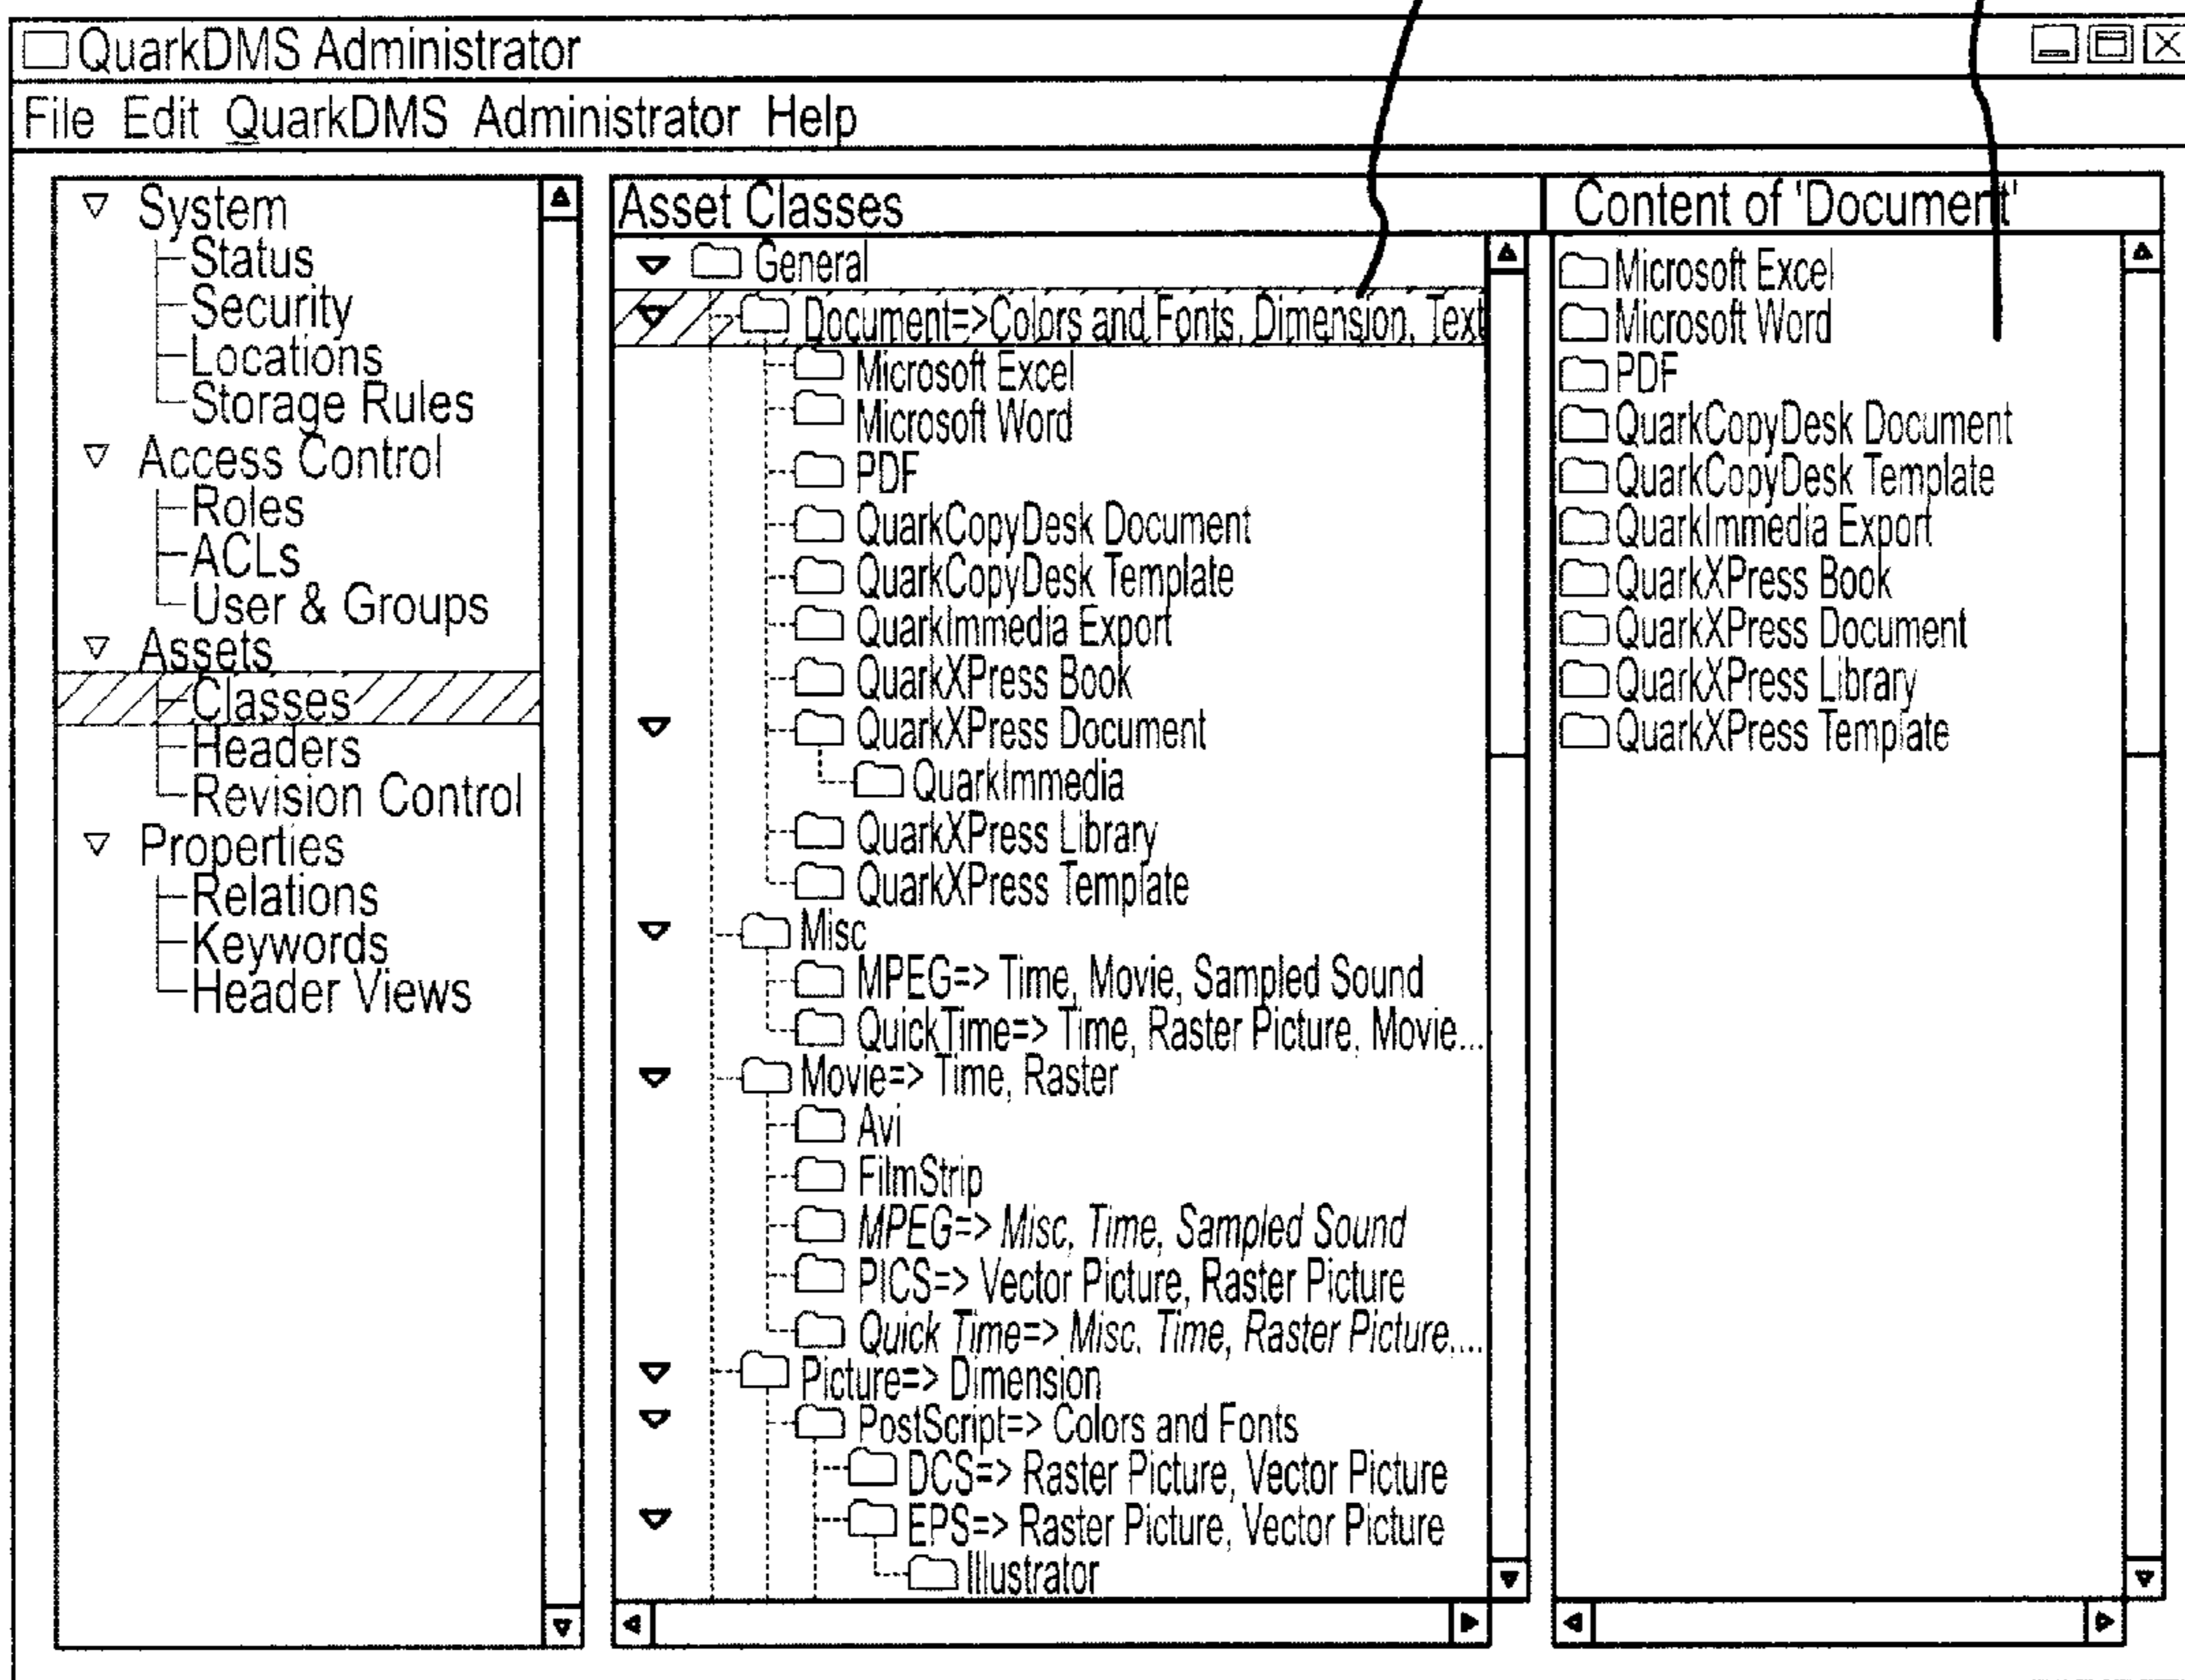 QuarkDMS Administrator
File Edit QuarkDMS Administrator Help
System
Status
Security
Locations
Storage Rules
Access Control
Roles
ACLs
User & Groups
Assets
Classes
Headers
Revision Control
Properties
Relations
Keywords
Header Views
Asset Classes
General
Document=>Colors and Fonts, Dimension, Text
Microsoft Excel
Microsoft Word
PDF
QuarkCopyDesk Document
QuarkCopyDesk Template
QuarkImmedia Export
QuarkXPress Book
QuarkXPress Document
QuarkImmedia
QuarkXPress Library
QuarkXPress Template
Misc
MPEG=> Time, Movie, Sampled Sound
QuickTime=> Time, Raster Picture, Movie...
Movie=> Time, Raster
Avi
FilmStrip
MPEG=> Misc, Time, Sampled Sound
PICS=> Vector Picture, Raster Picture
Quick Time=> Misc. Time, Raster Picture,...
Picture=> Dimension
PostScript=> Colors and Fonts
DCS=> Raster Picture, Vector Picture
EPS=> Raster Picture, Vector Picture
Illustrator
Content of 'Document'
Microsoft Excel
Microsoft Word
PDF
QuarkCopyDesk Document
QuarkCopyDesk Template
QuarkImmedia Export
QuarkXPress Book
QuarkXPress Document
QuarkXPress Library
QuarkXPress Template